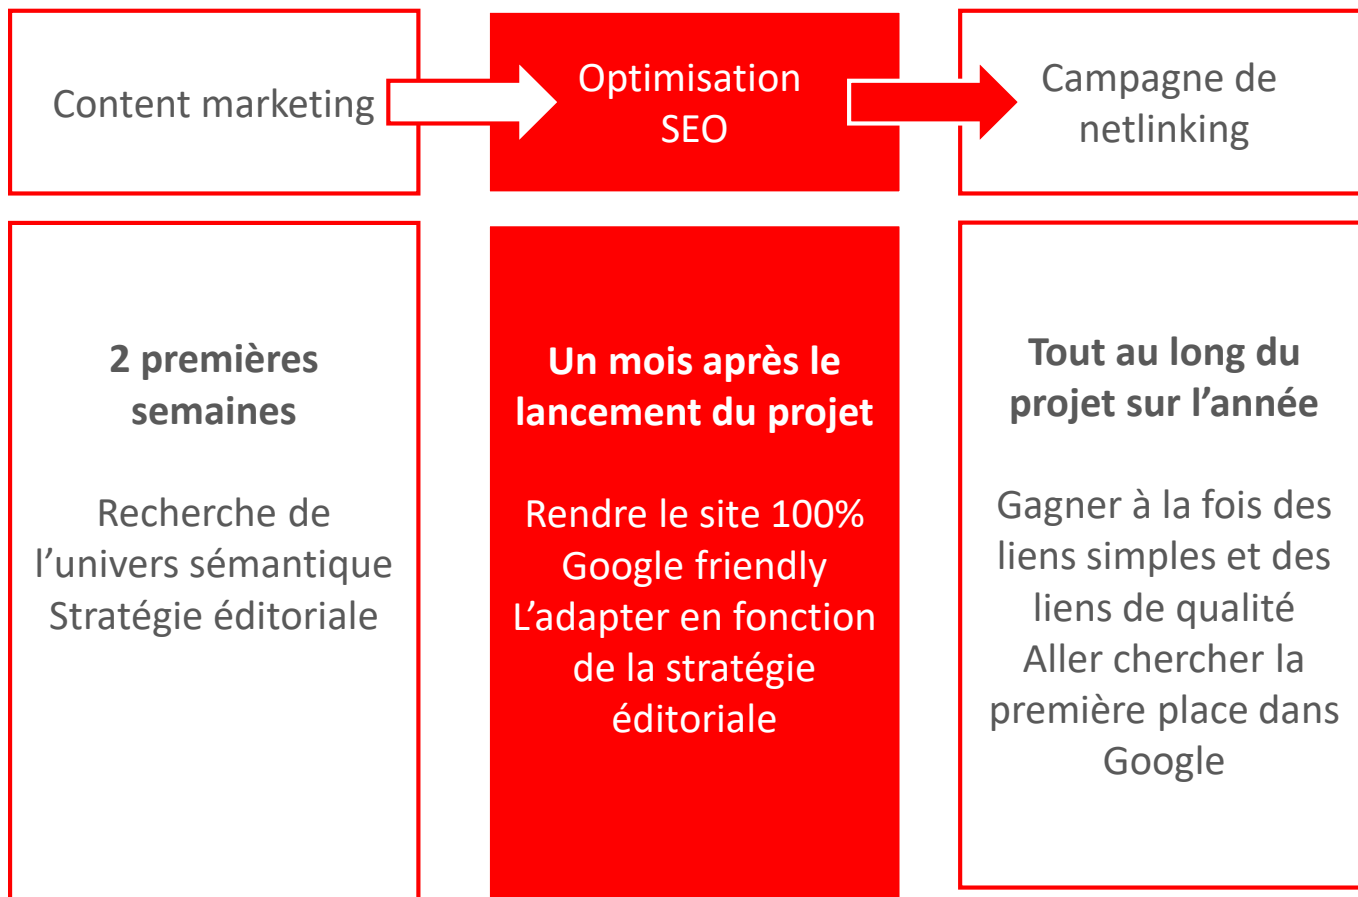 Content marketing
Optimisation
SEO
Campagne de
netlinking
2 premières
semaines
Recherche de
l’univers sémantique
Stratégie éditoriale
Un mois après le
lancement du projet
Rendre le site 100%
Google friendly
L’adapter en fonction
de la stratégie
éditoriale
Tout au long du
projet sur l’année
Gagner à la fois des
liens simples et des
liens de qualité
Aller chercher la
première place dans
Google